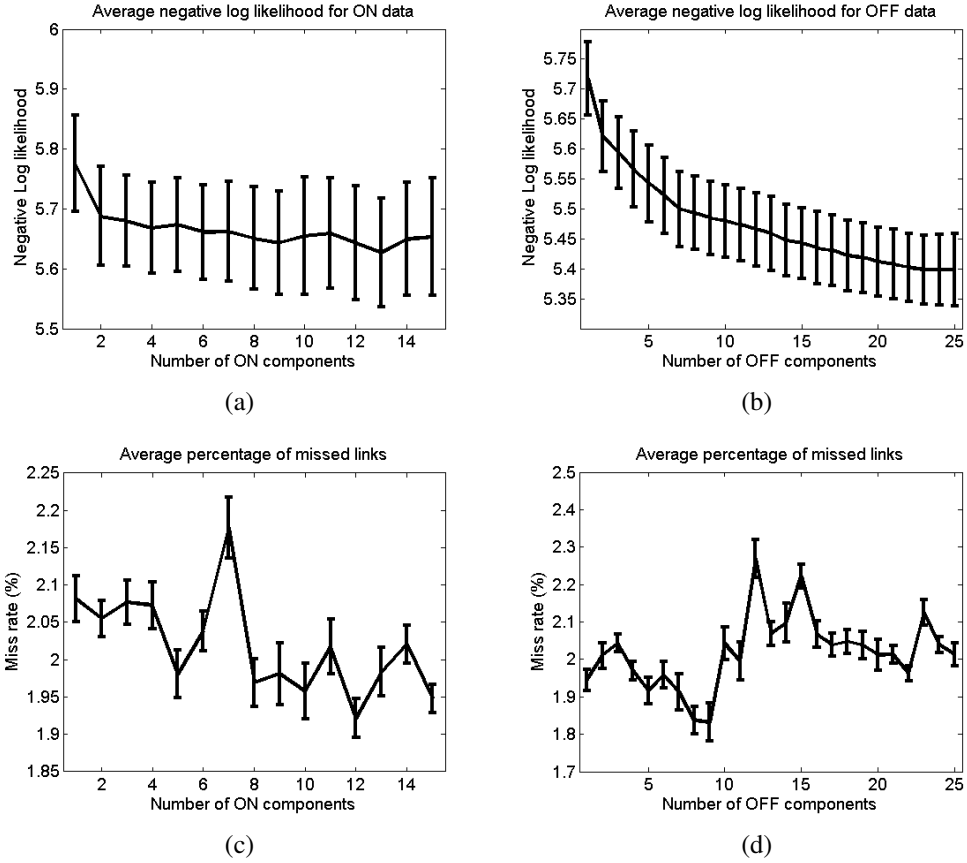 Average negative log likelihood for ON data
6
5.9
5.8
5.7
5.6
5.5
Negative Log likelihood
2 4 6 8 10 12 14
Number of ON components
(a)
Average negative log likelihood for OFF data
5.75
5.7
5.65
5.6
5.55
5.5
5.45
5.4
5.35
Negative Log likelihood
5 10 15 20 25
Number of OFF components
(b)
Average percentage of missed links
2.25
2.2
2.15
2.1
2.05
2
1.95
1.9
1.85
Miss rate (%)
2 4 6 8 10 12 14
Number of ON components
(c)
Average percentage of missed links
2.5
2.4
2.3
2.2
2.1
2
1.9
1.8
1.7
Miss rate (%)
5 10 15 20 25
Number of OFF components
(d)